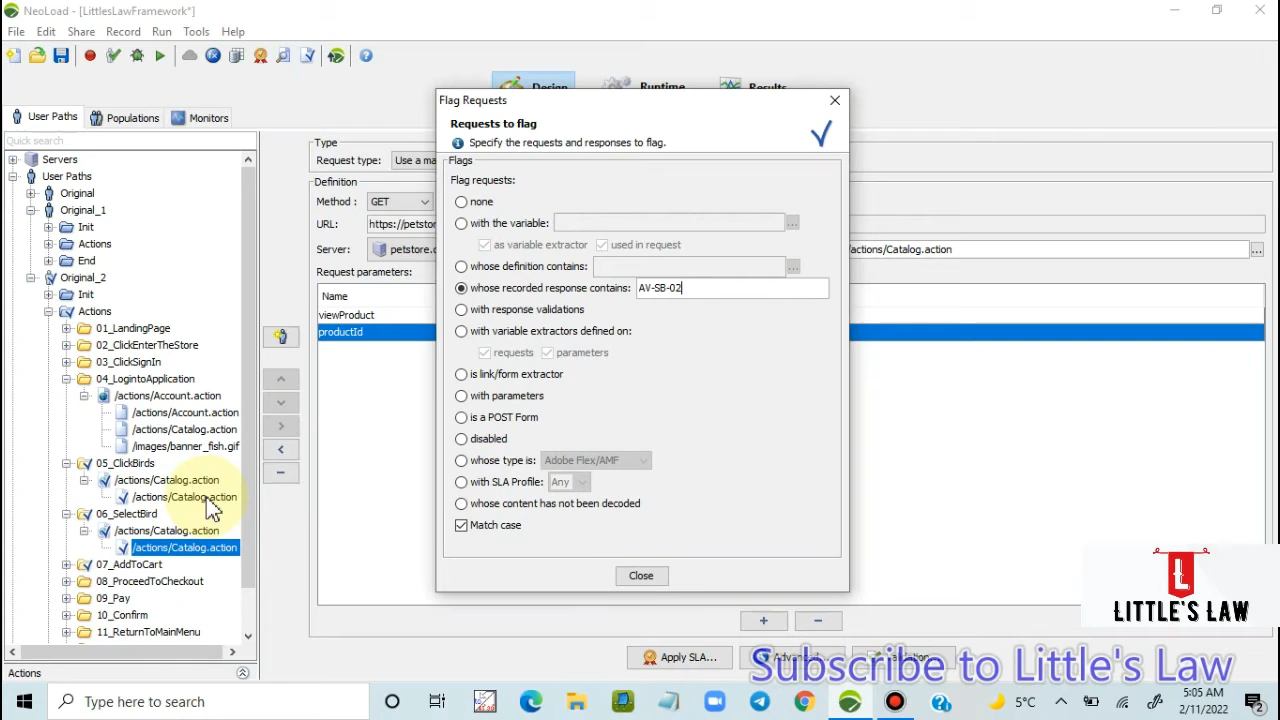 NeoLoad - [LittlesLawFramework*]
File Edit Share Record Run Tools Help
Design Runtime Results
User Paths Populations Monitors
Quick search
Servers
User Paths
Original
Original_1
Init
Actions
End
Original_2
Init
Actions
01_LandingPage
02_ClickEnterTheStore
03_ClickSignIn
04_LogintoApplication
/actions/Account.action
/actions/Account.action
/actions/Catalog.action
/images/banner_fish.gif
05_ClickBirds
/actions/Catalog.action
/actions/Catalog.action
06_SelectBird
/actions/Catalog.action
/actions/Catalog.action
07_AddToCart
08_ProceedToCheckout
09_Pay
10_Confirm
11_ReturnToMainMenu
Actions
Type
Request type: Use a ma
Definition
Method : GET
URL: https://petstor
Server: petstore.c /actions/Catalog.action ...
Request parameters:
Name
viewProduct
productId
+ −
Apply SLA...
Flag Requests
Requests to flag
Specify the requests and responses to flag.
Flags
Flag requests:
none
with the variable: ...
as variable extractor used in request
whose definition contains: ...
whose recorded response contains: AV-SB-02
with response validations
with variable extractors defined on:
requests parameters
is link/form extractor
with parameters
is a POST Form
disabled
whose type is: Adobe Flex/AMF
with SLA Profile: Any
whose content has not been decoded
Match case
Close
LITTLE'S LAW
Subscribe to Little's Law
Type here to search
5°C
5:05 AM
2/11/2022
2